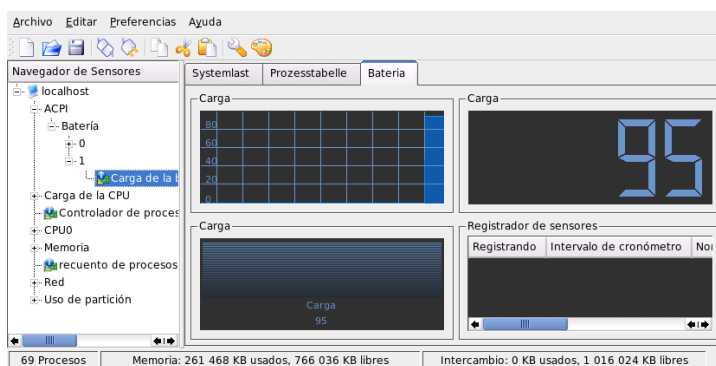 Archivo Editar Preferencias Ayuda
Navegador de Sensores
localhost
ACPI
Batería
0
1
Carga de la
Carga de la CPU
Controlador de proces
CPU0
Memoria
recuento de procesos
Red
Uso de partición
Systemlast Prozesstabelle Bateria
Carga
80
60
40
20
0
Carga
95
Carga
Carga
95
Registrador de sensores
Registrando Intervalo de cronómetro
69 Procesos Memoria: 261 468 KB usados, 766 036 KB libres Intercambio: 0 KB usados, 1 016 024 KB libres